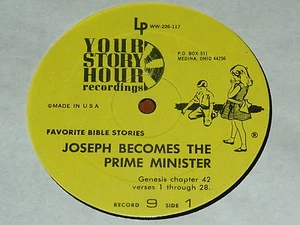 LP
WW-226-117
YOUR
STORY
HOUR
recordings
P.O. BOX 511
MEDINA, OHIO 44256
©MADE IN U.S.A
®
FAVORITE BIBLE STORIES
JOSEPH BECOMES THE
PRIME MINISTER
Genesis chapter 42
verses 1 through 28.
RECORD 9 SIDE 1